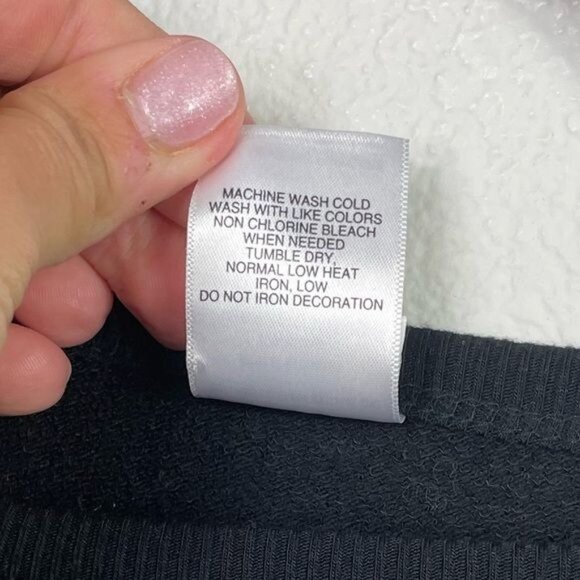 MACHINE WASH COLD
WASH WITH LIKE COLORS
NON CHLORINE BLEACH
WHEN NEEDED
TUMBLE DRY,
NORMAL LOW HEAT
IRON, LOW
DO NOT IRON DECORATION